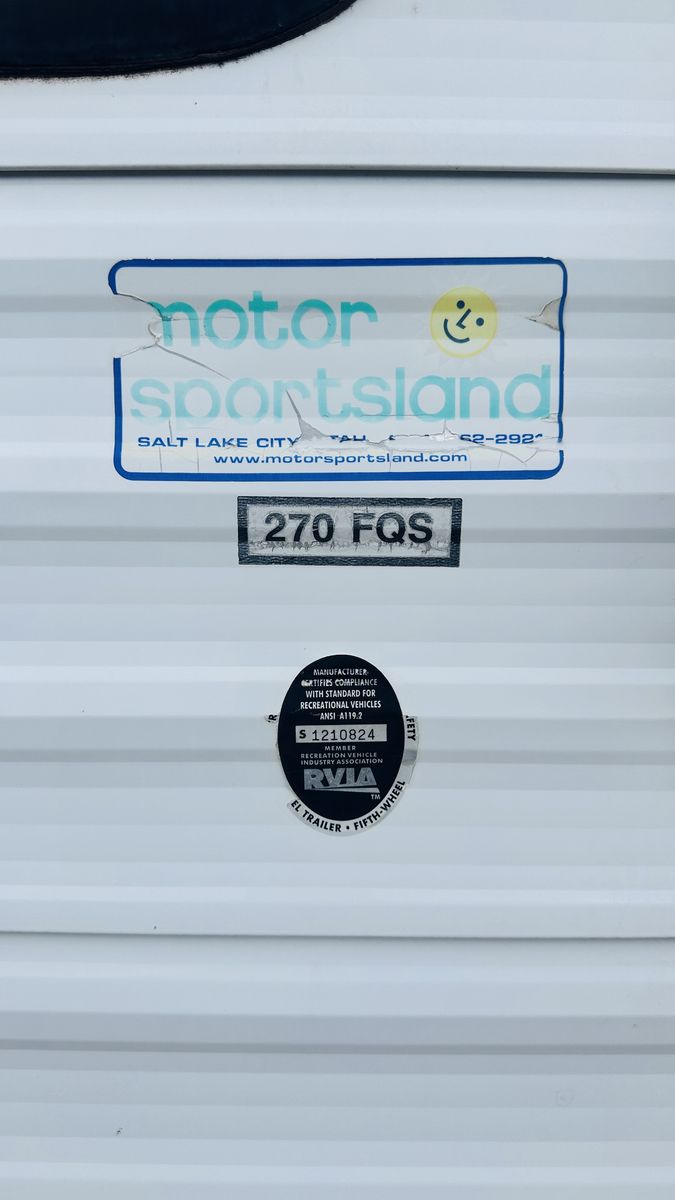 motor
sportsland
SALT LAKE CITY
www.motorsportsland.com
270 FQS
MANUFACTURER
CERTIFIES COMPLIANCE
WITH STANDARD FOR
RECREATIONAL VEHICLES
ANSI A119.2
S 1210824
MEMBER
RECREATION VEHICLE
INDUSTRY ASSOCIATION
RVIA
TM
EL TRAILER • FIFTH-WHEEL